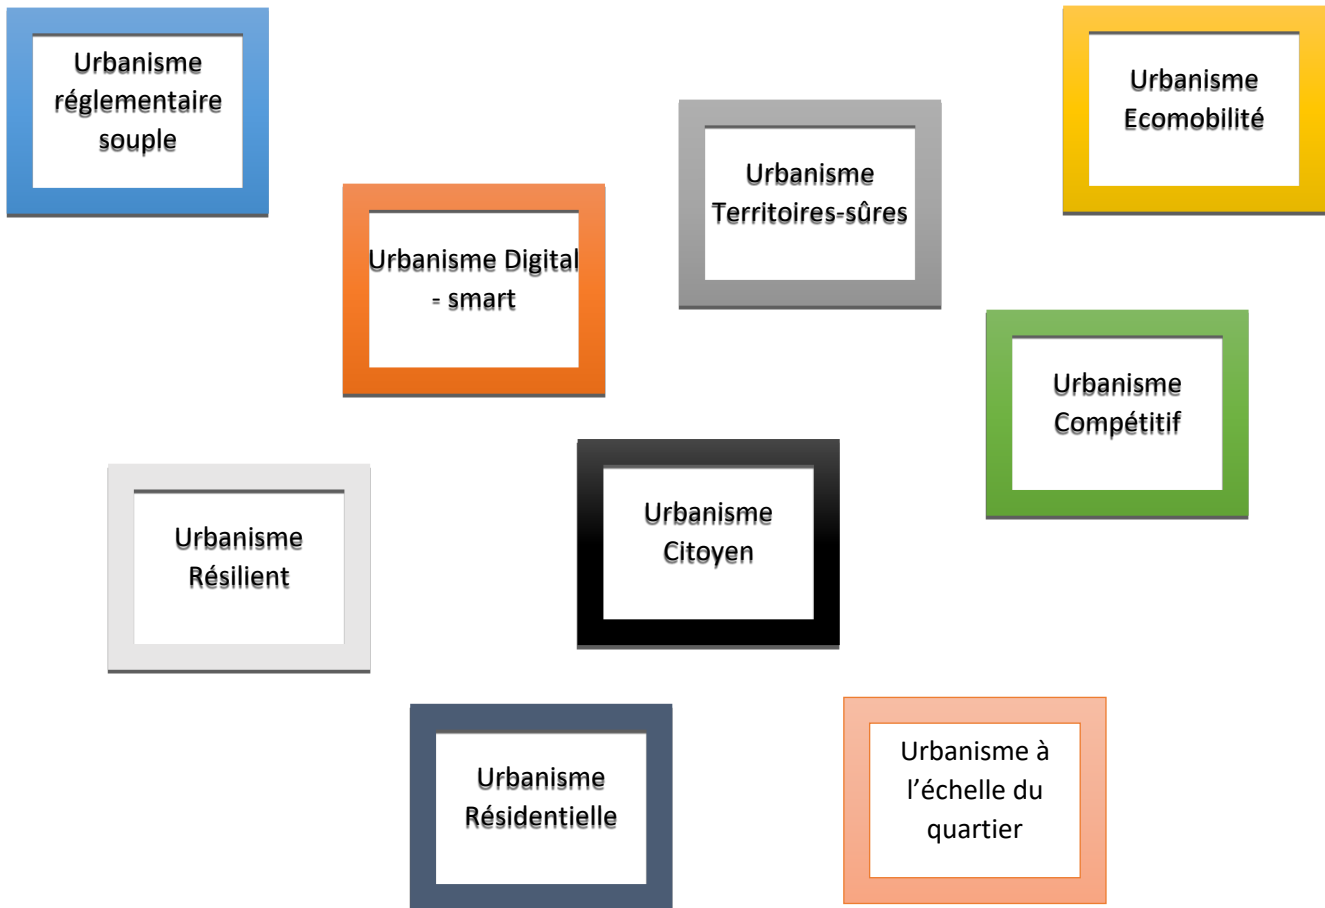 Urbanisme
réglementaire
souple
Urbanisme
Ecomobilité
Urbanisme
Territoires-sûres
Urbanisme Digital
- smart
Urbanisme
Compétitif
Urbanisme
Citoyen
Urbanisme
Résilient
Urbanisme
Résidentielle
Urbanisme à
l’échelle du
quartier